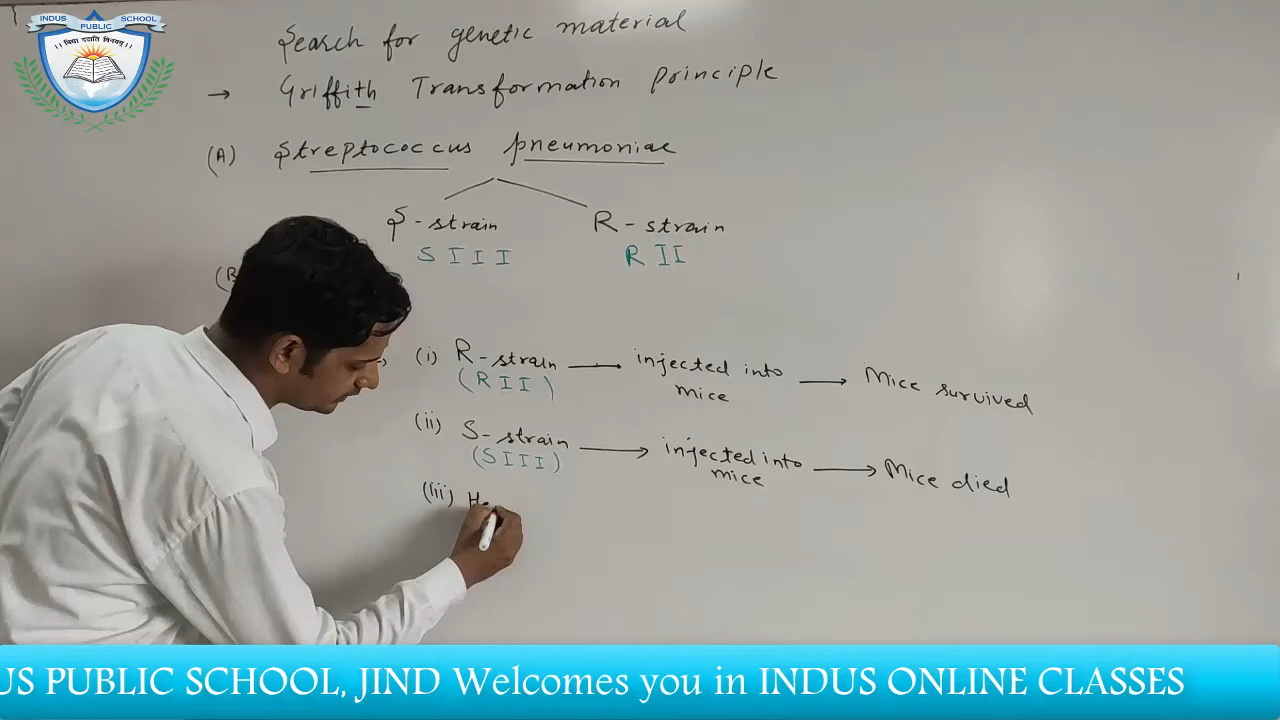 INDUS PUBLIC SCHOOL
।। विद्या ददाति विनयम् ।।
Search for genetic material
→ Griffith Transformation principle
(A) Streptococcus pneumoniae
S-strain R-strain
S III R II
(B
(i) R-strain → injected into mice → Mice survived
(R II)
(ii) S-strain → injected into mice → Mice died
(S III)
(iii) He
US PUBLIC SCHOOL, JIND Welcomes you in INDUS ONLINE CLASSES